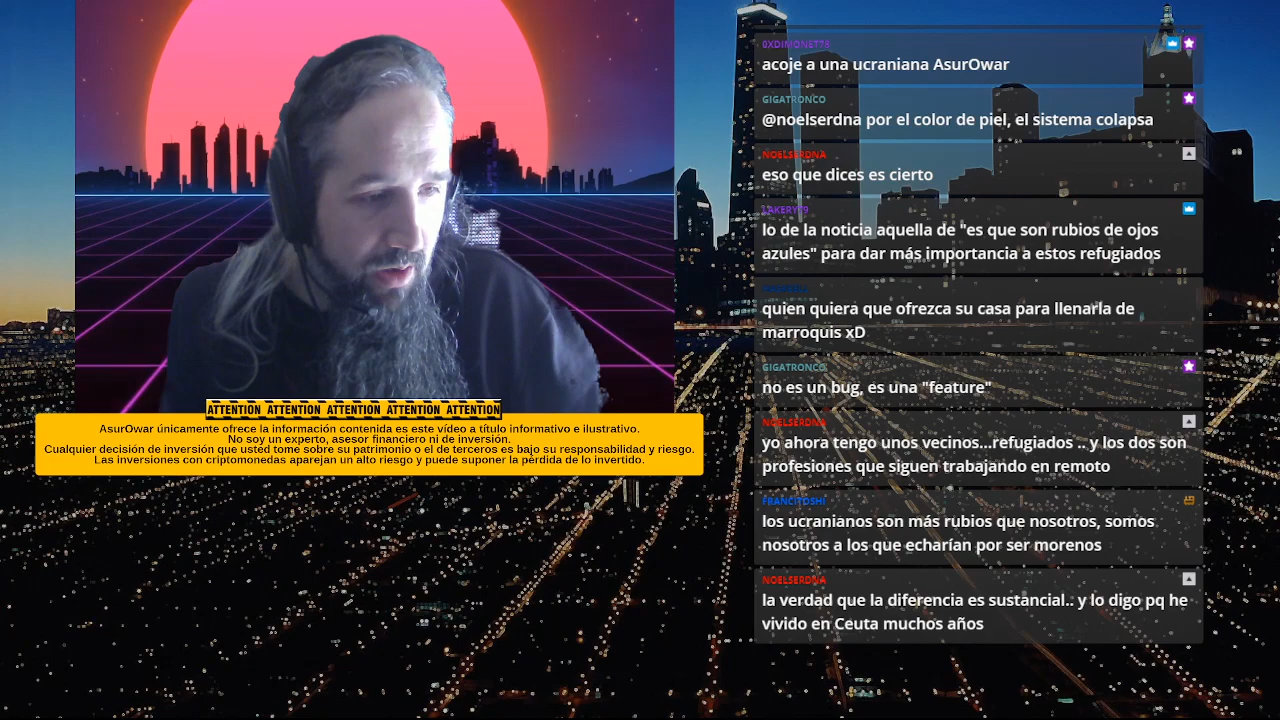 ATTENTION ATTENTION ATTENTION ATTENTION ATTENTION
AsurOwar únicamente ofrece la información contenida es este vídeo a título informativo e ilustrativo.
No soy un experto, asesor financiero ni de inversión.
Cualquier decisión de inversión que usted tome sobre su patrimonio o el de terceros es bajo su responsabilidad y riesgo.
Las inversiones con criptomonedas aparejan un alto riesgo y puede suponer la pérdida de lo invertido.
0XDIMONET78
acoje a una ucraniana AsurOwar
GIGATRONCO
@noelserdna por el color de piel, el sistema colapsa
NOELSERDNA
eso que dices es cierto
lo de la noticia aquella de "es que son rubios de ojos
azules" para dar más importancia a estos refugiados
quien quiera que ofrezca su casa para llenarla de
marroquis xD
GIGATRONCO
no es un bug, es una "feature"
NOELSERDNA
yo ahora tengo unos vecinos...refugiados .. y los dos son
profesiones que siguen trabajando en remoto
FRANCITOSHI
los ucranianos son más rubios que nosotros, somos
nosotros a los que echarían por ser morenos
NOELSERDNA
la verdad que la diferencia es sustancial.. y lo digo pq he
vivido en Ceuta muchos años